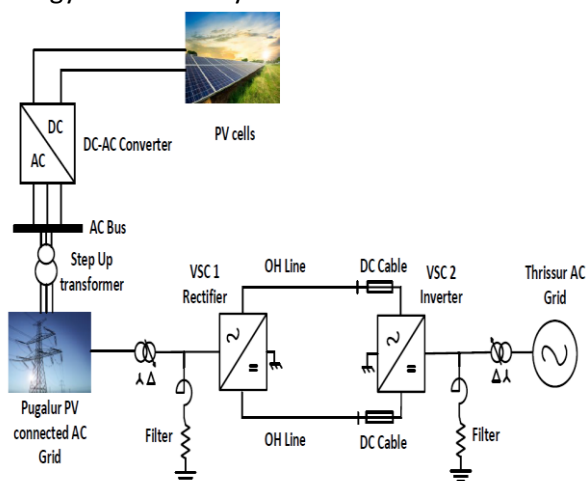 PV cells
DC
AC
DC-AC Converter
AC Bus
Step Up
transformer
VSC 1
Rectifier
OH Line
DC Cable
VSC 2
Inverter
Thrissur AC
Grid
Pugalur PV
connected AC
Grid
Filter
OH Line
DC Cable
Filter